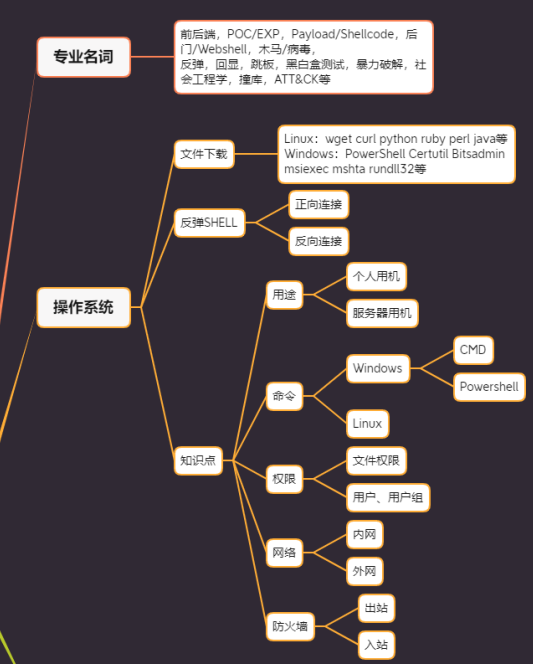 专业名词
前后端，POC/EXP，Payload/Shellcode，后
门/Webshell，木马/病毒，
反弹，回显，跳板，黑白盒测试，暴力破解，社
会工程学，撞库，ATT&CK等
操作系统
文件下载
Linux：wget curl python ruby perl java等
Windows：PowerShell Certutil Bitsadmin
msiexec mshta rundll32等
反弹SHELL
正向连接
反向连接
知识点
用途
个人用机
服务器用机
命令
Windows
CMD
Powershell
Linux
权限
文件权限
用户、用户组
网络
内网
外网
防火墙
出站
入站